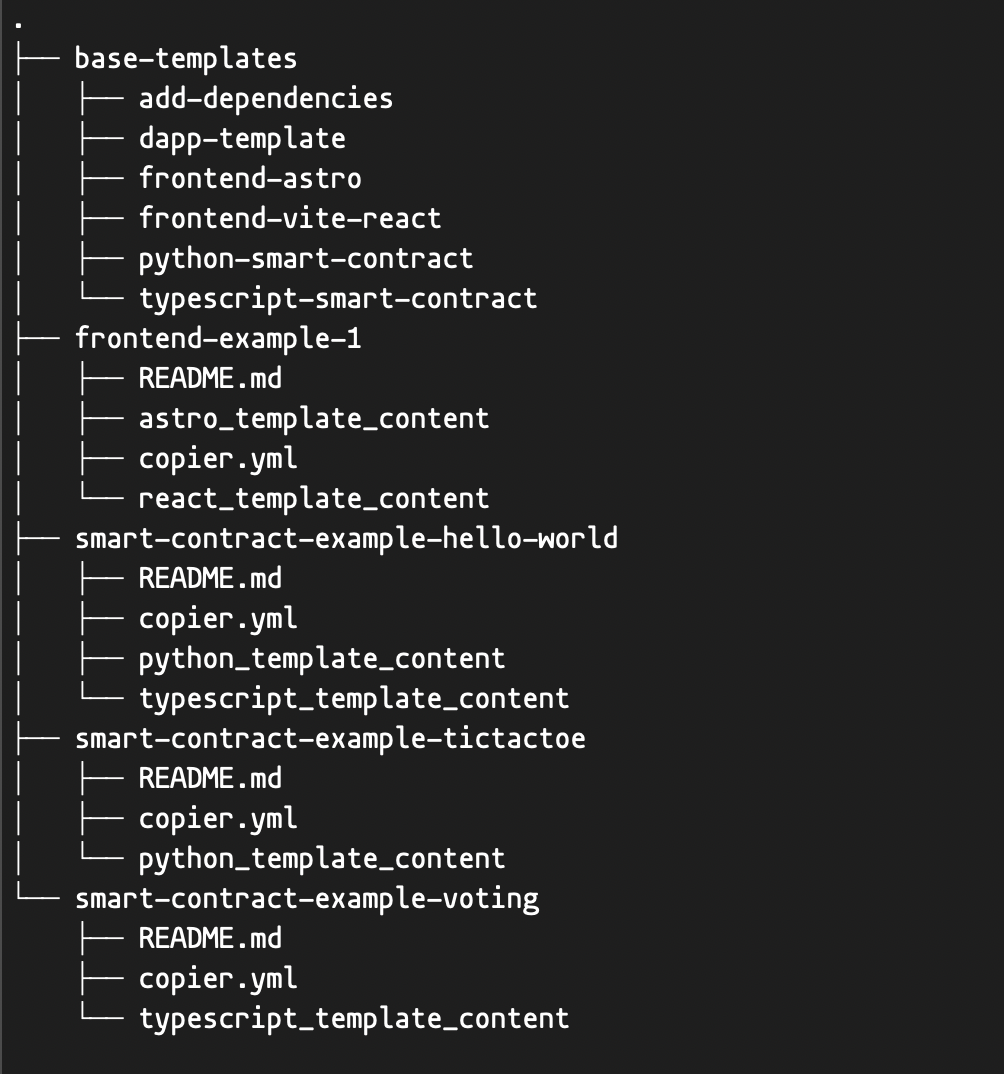 .
├── base-templates
│   ├── add-dependencies
│   ├── dapp-template
│   ├── frontend-astro
│   ├── frontend-vite-react
│   ├── python-smart-contract
│   └── typescript-smart-contract
├── frontend-example-1
│   ├── README.md
│   ├── astro_template_content
│   ├── copier.yml
│   └── react_template_content
├── smart-contract-example-hello-world
│   ├── README.md
│   ├── copier.yml
│   ├── python_template_content
│   └── typescript_template_content
├── smart-contract-example-tictactoe
│   ├── README.md
│   ├── copier.yml
│   └── python_template_content
└── smart-contract-example-voting
    ├── README.md
    ├── copier.yml
    └── typescript_template_content